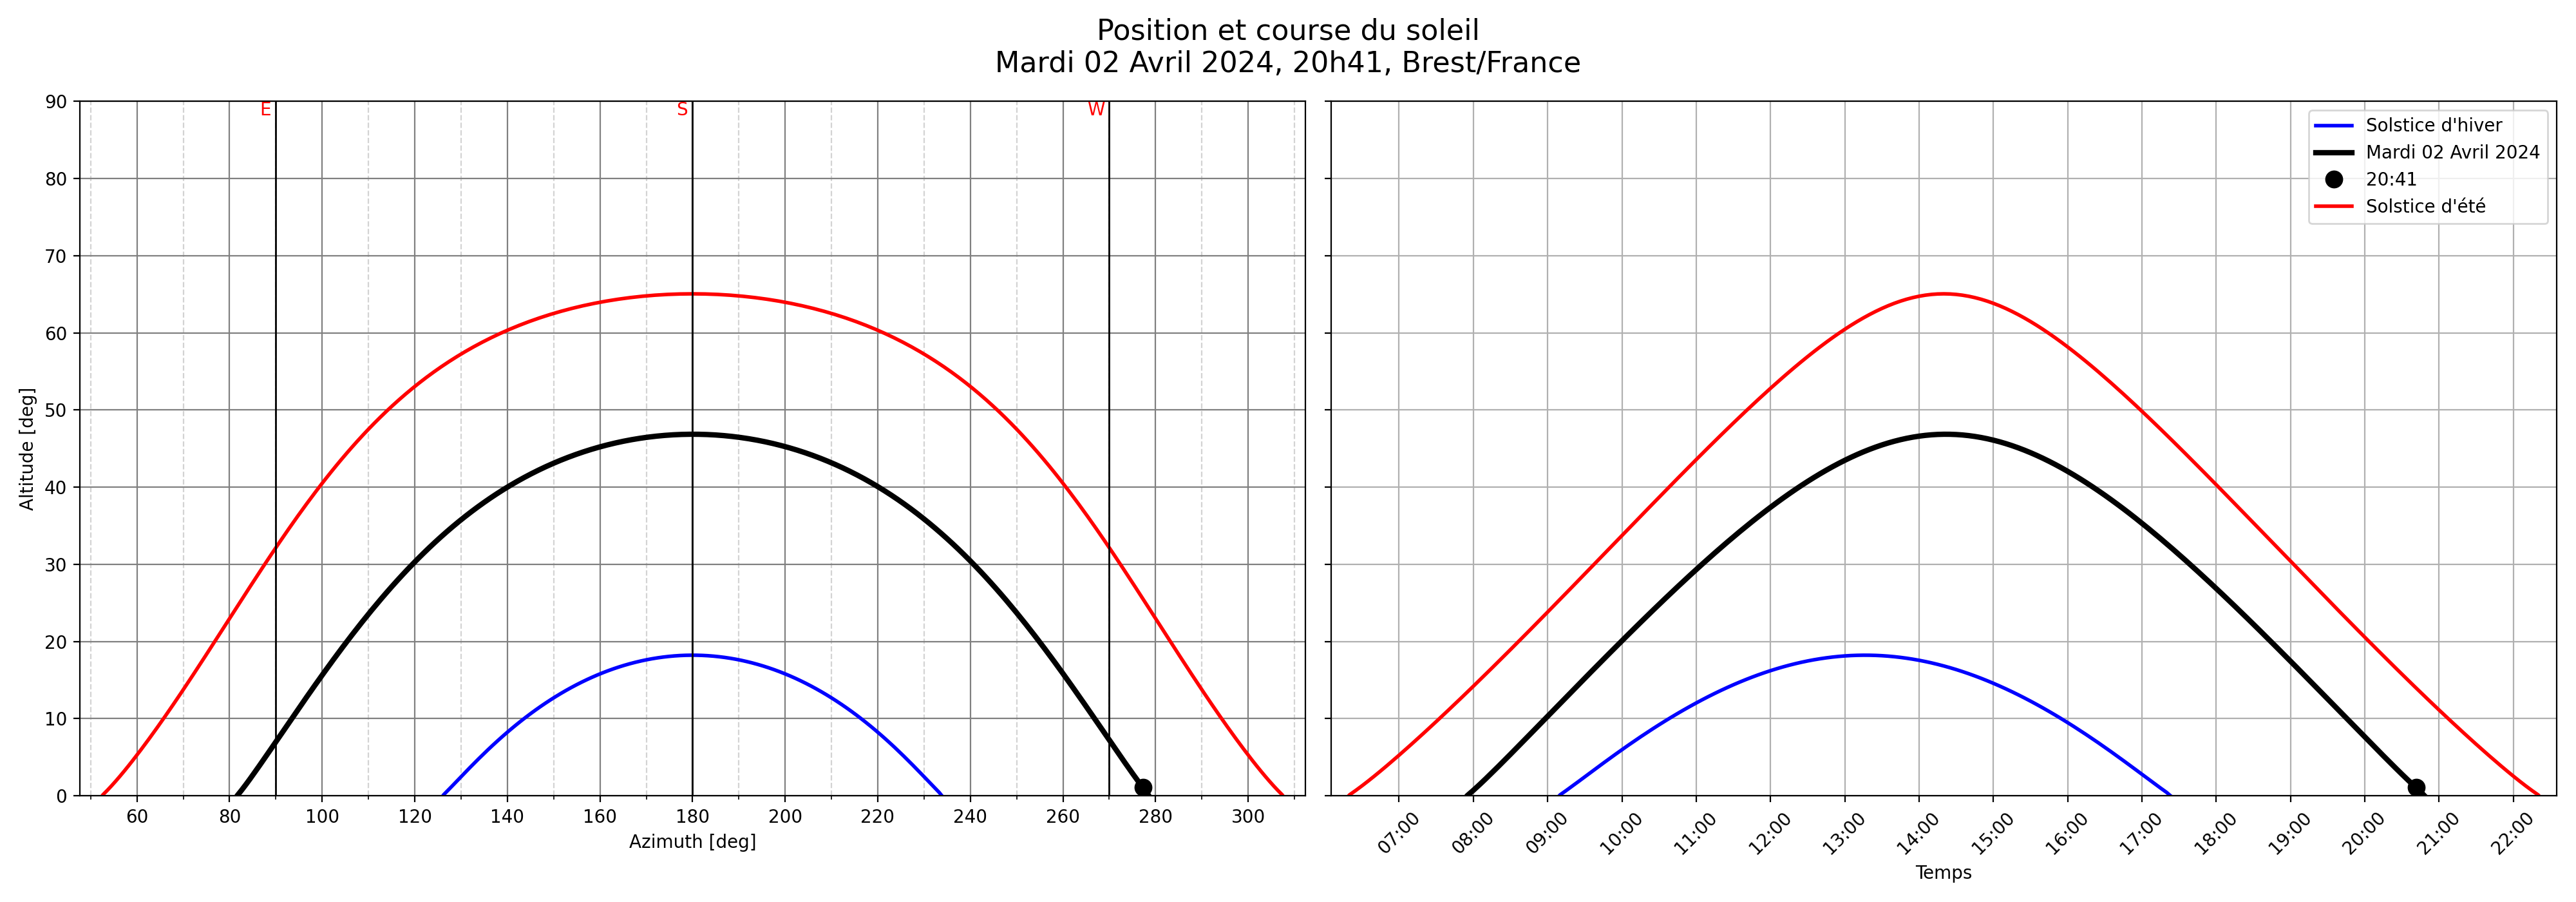 Position et course du soleil
Mardi 02 Avril 2024, 20h41, Brest/France
E
S
W
90
80
70
60
50
40
30
20
10
0
Altitude [deg]
60 80 100 120 140 160 180 200 220 240 260 280 300
Azimuth [deg]
Solstice d'hiver
Mardi 02 Avril 2024
20:41
Solstice d'été
07:00 08:00 09:00 10:00 11:00 12:00 13:00 14:00 15:00 16:00 17:00 18:00 19:00 20:00 21:00 22:00
Temps